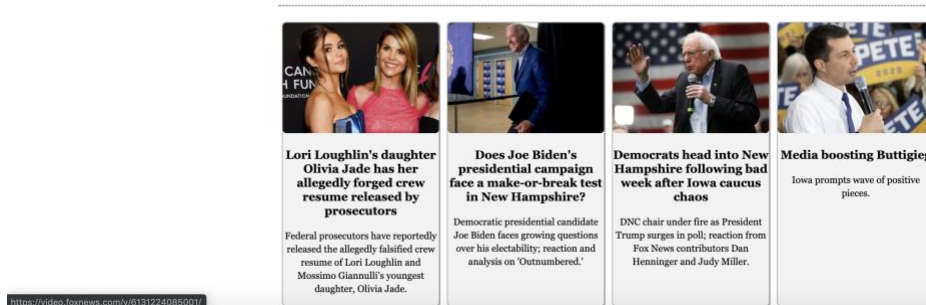 CAN
H FUN
UNDATION
PETE
PETE
2020
Lori Loughlin's daughter
Olivia Jade has her
allegedly forged crew
resume released by
prosecutors
Federal prosecutors have reportedly
released the allegedly falsified crew
resume of Lori Loughlin and
Mossimo Giannulli's youngest
daughter, Olivia Jade.
Does Joe Biden's
presidential campaign
face a make-or-break test
in New Hampshire?
Democratic presidential candidate
Joe Biden faces growing questions
over his electability; reaction and
analysis on 'Outnumbered.'
Democrats head into New
Hampshire following bad
week after Iowa caucus
chaos
DNC chair under fire as President
Trump surges in poll; reaction from
Fox News contributors Dan
Henninger and Judy Miller.
Media boosting Buttigieg
Iowa prompts wave of positive
pieces.
https://video.foxnews.com/v/6131224085001/